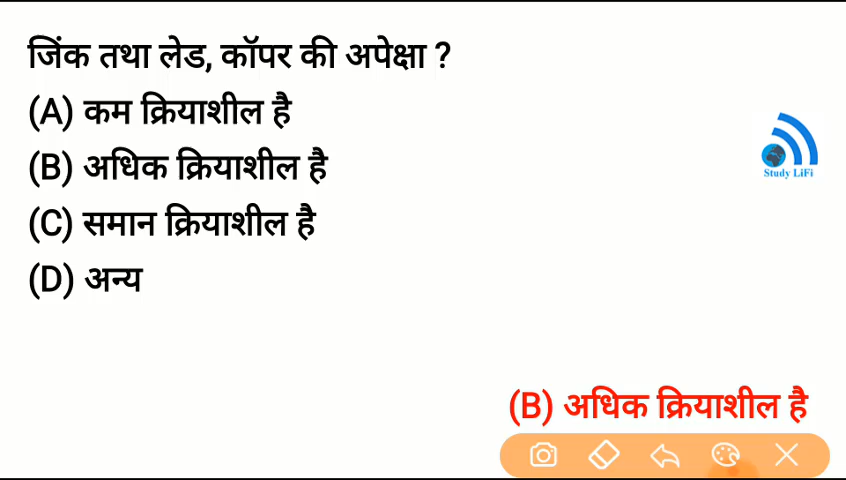 जिंक तथा लेड, कॉपर की अपेक्षा ?
(A) कम क्रियाशील है
(B) अधिक क्रियाशील है
(C) समान क्रियाशील है
(D) अन्य
Study LiFi
(B) अधिक क्रियाशील है